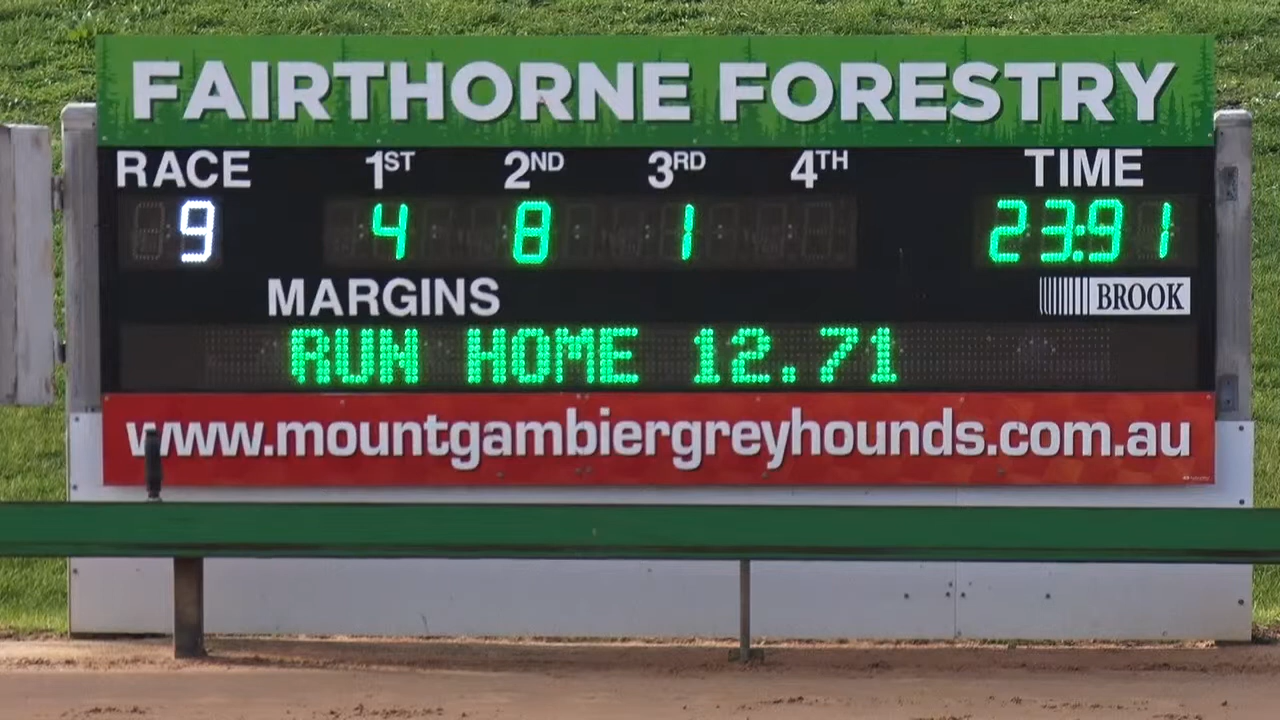 FAIRTHORNE FORESTRY
RACE 1ST 2ND 3RD 4TH TIME
9 4 8 1 23:91
MARGINS BROOK
RUN HOME 12.71
www.mountgambiergreyhounds.com.au